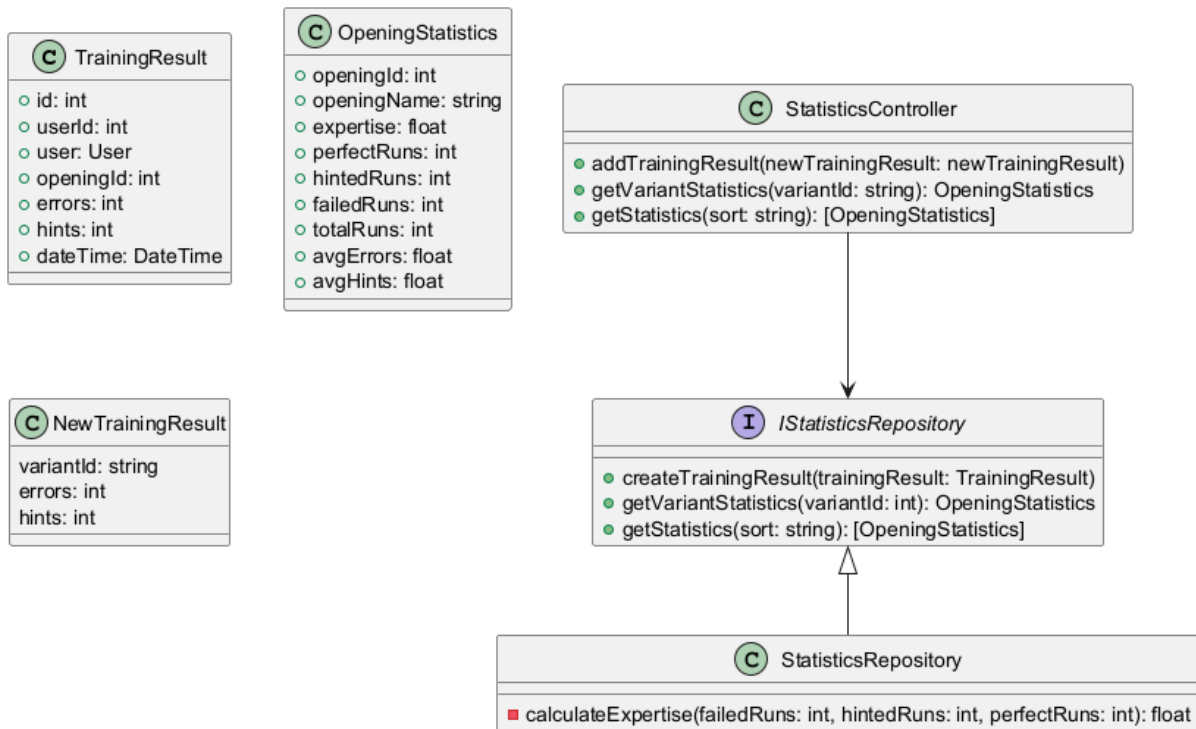 C TrainingResult
id: int
userId: int
user: User
openingId: int
errors: int
hints: int
dateTime: DateTime
C OpeningStatistics
openingId: int
openingName: string
expertise: float
perfectRuns: int
hintedRuns: int
failedRuns: int
totalRuns: int
avgErrors: float
avgHints: float
C StatisticsController
addTrainingResult(newTrainingResult: newTrainingResult)
getVariantStatistics(variantId: string): OpeningStatistics
getStatistics(sort: string): [OpeningStatistics]
C NewTrainingResult
variantId: string
errors: int
hints: int
I IStatisticsRepository
createTrainingResult(trainingResult: TrainingResult)
getVariantStatistics(variantId: int): OpeningStatistics
getStatistics(sort: string): [OpeningStatistics]
C StatisticsRepository
calculateExpertise(failedRuns: int, hintedRuns: int, perfectRuns: int): float